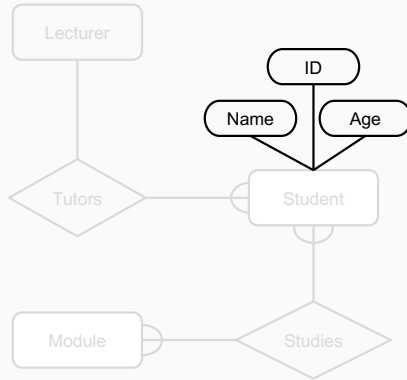 Lecturer
ID
Name
Age
Tutors
Student
Module
Studies